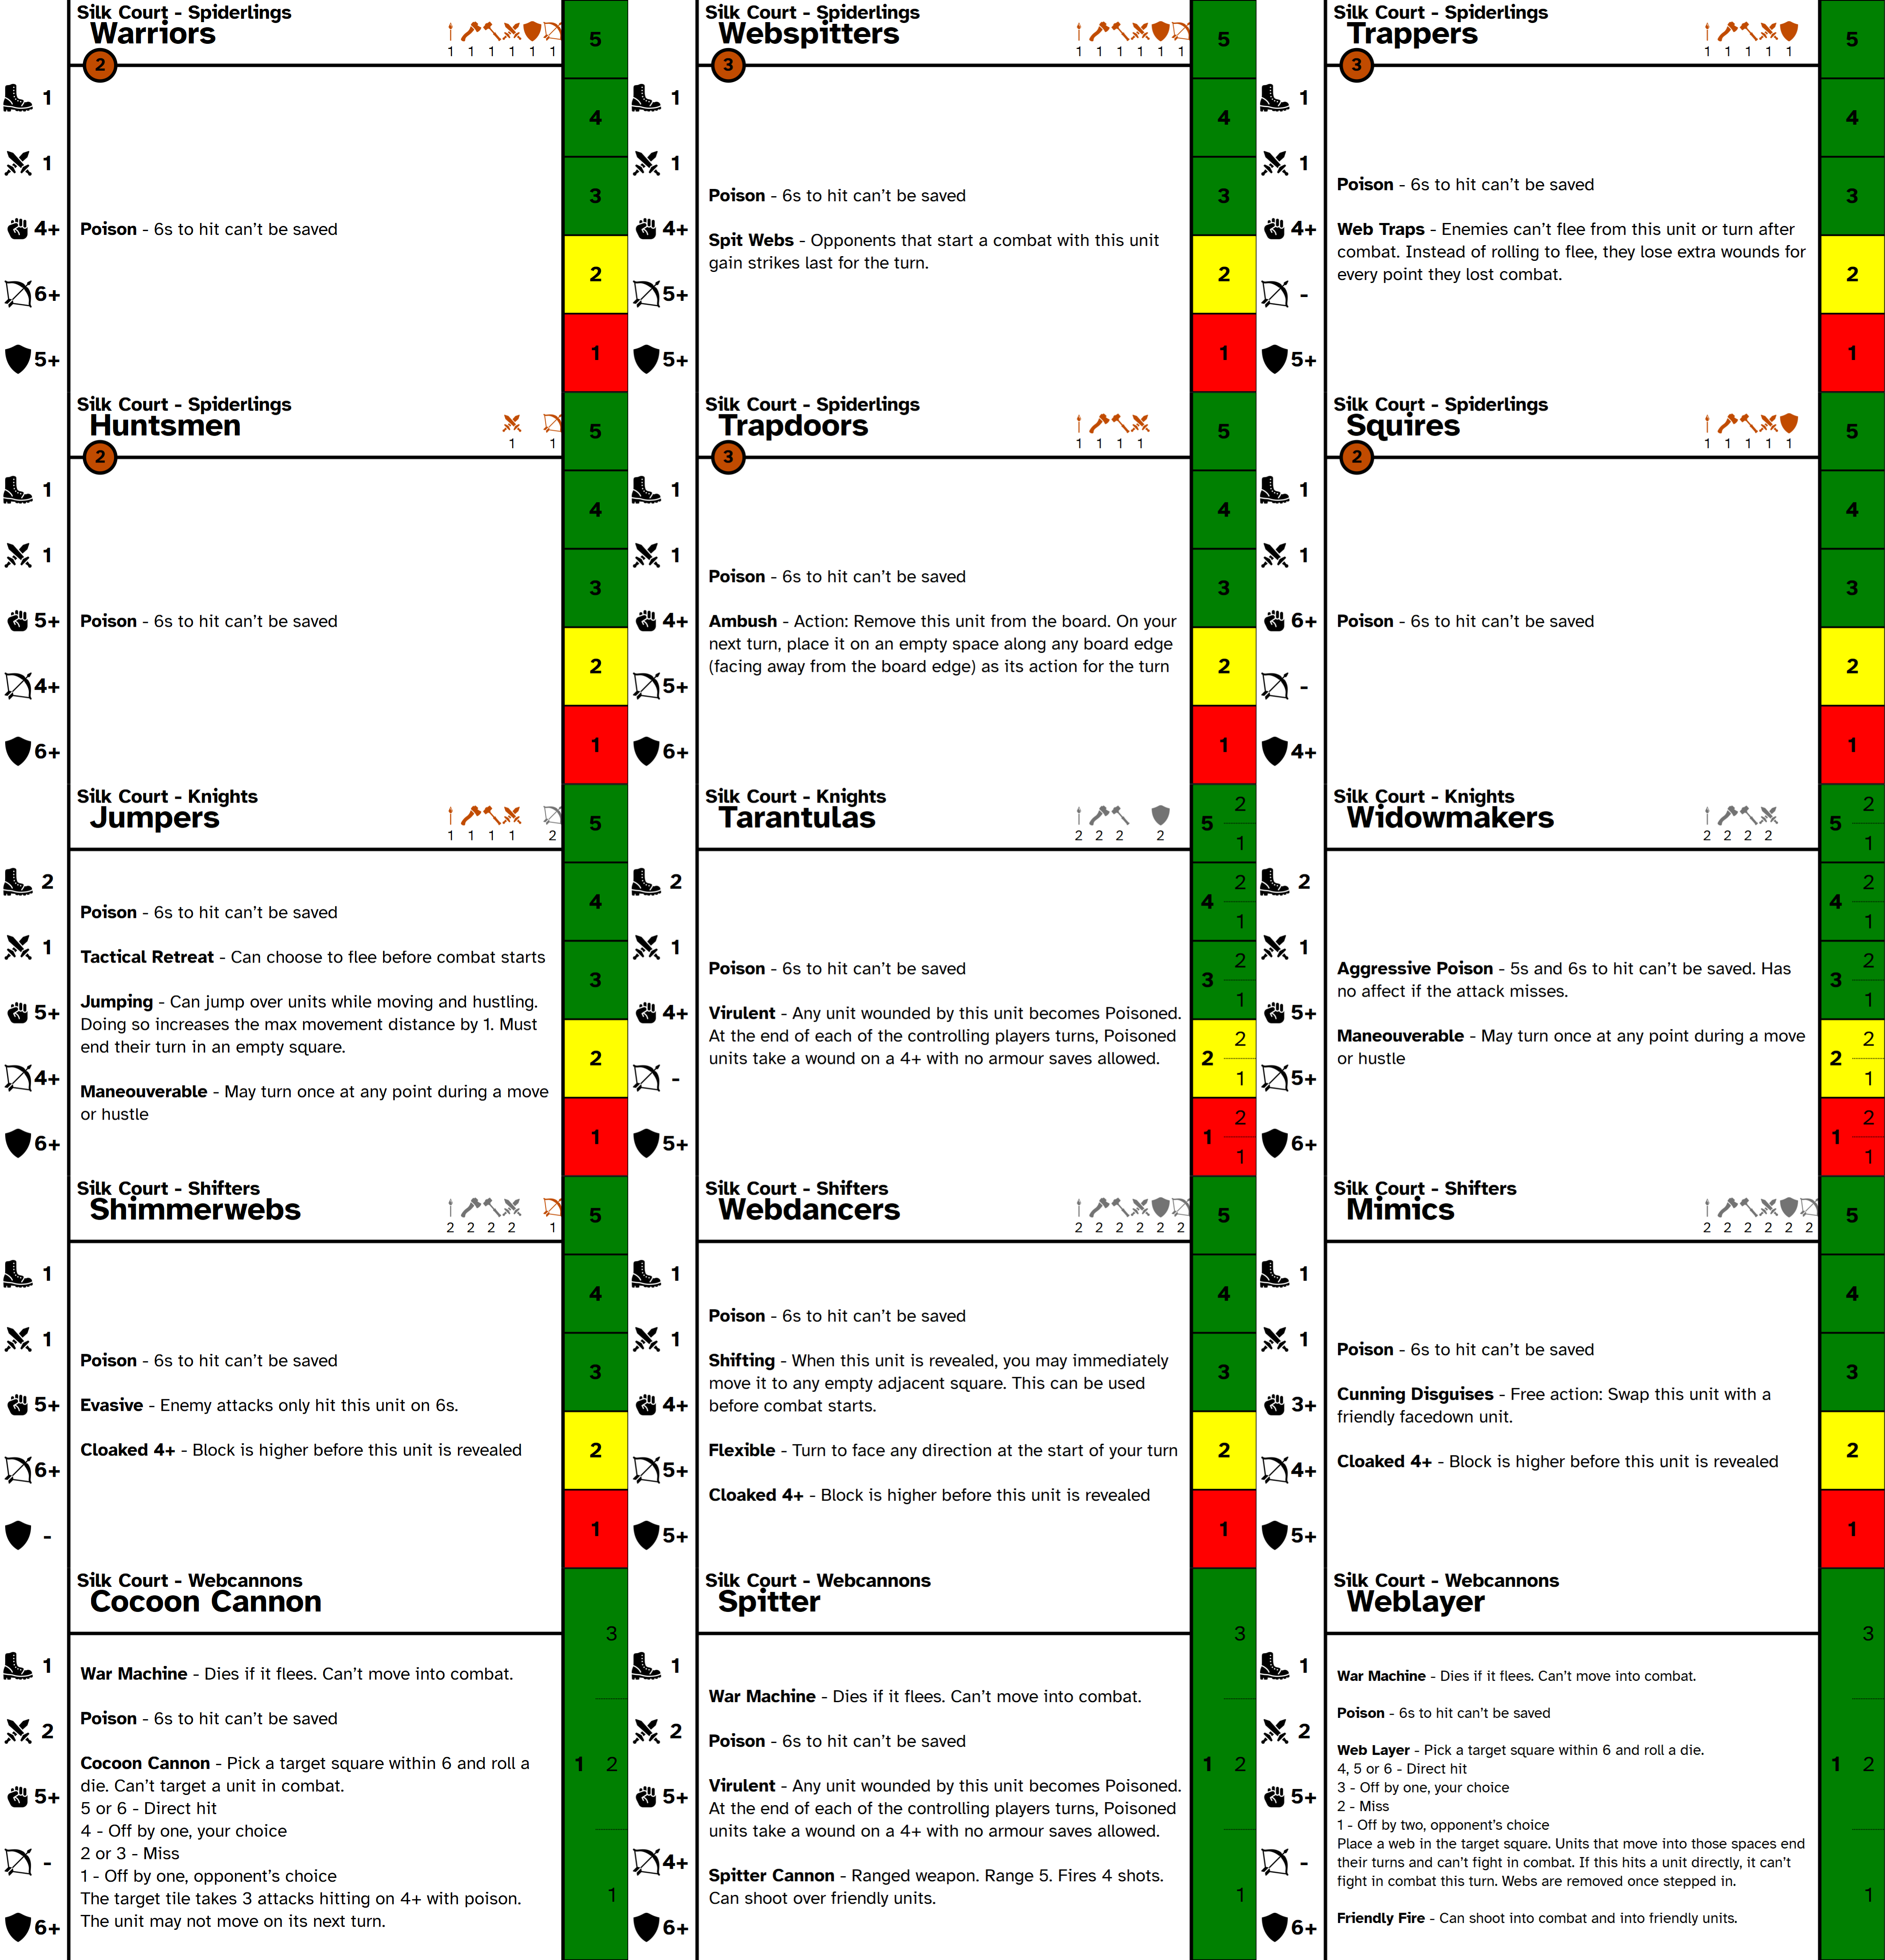 Silk Court - Spiderlings
Warriors
1 1 1 1 1 1
2
1
1
4+
6+
5+
Poison - 6s to hit can't be saved
5
4
3
2
1
Silk Court - Spiderlings
Webspitters
1 1 1 1 1 1
3
1
1
4+
5+
5+
Poison - 6s to hit can't be saved
Spit Webs - Opponents that start a combat with this unit
gain strikes last for the turn.
5
4
3
2
1
Silk Court - Spiderlings
Trappers
1 1 1 1 1
3
1
1
4+
-
5+
Poison - 6s to hit can't be saved
Web Traps - Enemies can't flee from this unit or turn after
combat. Instead of rolling to flee, they lose extra wounds for
every point they lost combat.
5
4
3
2
1
Silk Court - Spiderlings
Huntsmen
1 1
2
1
1
5+
4+
6+
Poison - 6s to hit can't be saved
5
4
3
2
1
Silk Court - Spiderlings
Trapdoors
1 1 1 1
3
1
1
4+
5+
6+
Poison - 6s to hit can't be saved
Ambush - Action: Remove this unit from the board. On your
next turn, place it on an empty space along any board edge
(facing away from the board edge) as its action for the turn
5
4
3
2
1
Silk Court - Spiderlings
Squires
1 1 1 1 1
2
1
1
6+
-
4+
Poison - 6s to hit can't be saved
5
4
3
2
1
Silk Court - Knights
Jumpers
1 1 1 1 2
2
1
5+
4+
6+
Poison - 6s to hit can't be saved
Tactical Retreat - Can choose to flee before combat starts
Jumping - Can jump over units while moving and hustling.
Doing so increases the max movement distance by 1. Must
end their turn in an empty square.
Maneouverable - May turn once at any point during a move
or hustle
5
4
3
2
1
Silk Court - Knights
Tarantulas
2 2 2 2
2
1
4+
-
5+
Poison - 6s to hit can't be saved
Virulent - Any unit wounded by this unit becomes Poisoned.
At the end of each of the controlling players turns, Poisoned
units take a wound on a 4+ with no armour saves allowed.
5 2 1
4 2 1
3 2 1
2 2 1
1 2 1
Silk Court - Knights
Widowmakers
2 2 2 2
2
1
5+
5+
6+
Aggressive Poison - 5s and 6s to hit can't be saved. Has
no affect if the attack misses.
Maneouverable - May turn once at any point during a move
or hustle
5 2 1
4 2 1
3 2 1
2 2 1
1 2 1
Silk Court - Shifters
Shimmerwebs
2 2 2 2 1
1
1
5+
6+
-
Poison - 6s to hit can't be saved
Evasive - Enemy attacks only hit this unit on 6s.
Cloaked 4+ - Block is higher before this unit is revealed
5
4
3
2
1
Silk Court - Shifters
Webdancers
2 2 2 2 2 2
1
1
4+
5+
5+
Poison - 6s to hit can't be saved
Shifting - When this unit is revealed, you may immediately
move it to any empty adjacent square. This can be used
before combat starts.
Flexible - Turn to face any direction at the start of your turn
Cloaked 4+ - Block is higher before this unit is revealed
5
4
3
2
1
Silk Court - Shifters
Mimics
2 2 2 2 2 2
1
1
3+
4+
5+
Poison - 6s to hit can't be saved
Cunning Disguises - Free action: Swap this unit with a
friendly facedown unit.
Cloaked 4+ - Block is higher before this unit is revealed
5
4
3
2
1
Silk Court - Webcannons
Cocoon Cannon
1
2
5+
-
6+
War Machine - Dies if it flees. Can't move into combat.
Poison - 6s to hit can't be saved
Cocoon Cannon - Pick a target square within 6 and roll a
die. Can't target a unit in combat.
5 or 6 - Direct hit
4 - Off by one, your choice
2 or 3 - Miss
1 - Off by one, opponent's choice
The target tile takes 3 attacks hitting on 4+ with poison.
The unit may not move on its next turn.
3
1 2
1
Silk Court - Webcannons
Spitter
1
2
5+
4+
6+
War Machine - Dies if it flees. Can't move into combat.
Poison - 6s to hit can't be saved
Virulent - Any unit wounded by this unit becomes Poisoned.
At the end of each of the controlling players turns, Poisoned
units take a wound on a 4+ with no armour saves allowed.
Spitter Cannon - Ranged weapon. Range 5. Fires 4 shots.
Can shoot over friendly units.
3
1 2
1
Silk Court - Webcannons
Weblayer
1
2
5+
-
6+
War Machine - Dies if it flees. Can't move into combat.
Poison - 6s to hit can't be saved
Web Layer - Pick a target square within 6 and roll a die.
4, 5 or 6 - Direct hit
3 - Off by one, your choice
2 - Miss
1 - Off by two, opponent's choice
Place a web in the target square. Units that move into those spaces end
their turns and can't fight in combat. If this hits a unit directly, it can't
fight in combat this turn. Webs are removed once stepped in.
Friendly Fire - Can shoot into combat and into friendly units.
3
1 2
1